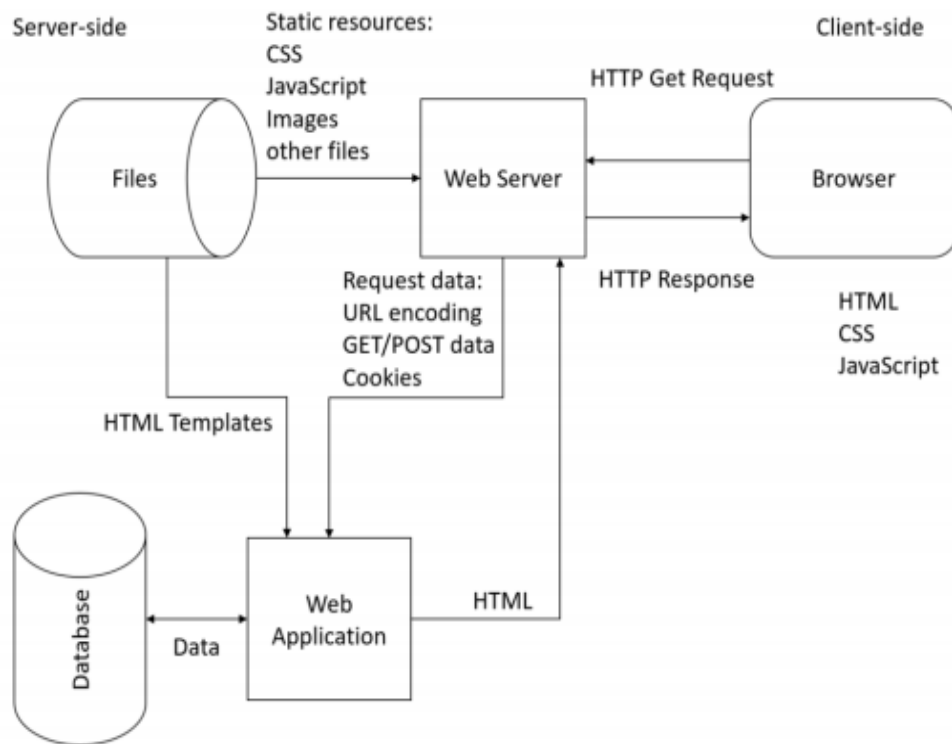 Server-side
Static resources:
CSS
JavaScript
Images
other files
Client-side
HTTP Get Request
Files
Web Server
Browser
HTTP Response
HTML
CSS
JavaScript
Request data:
URL encoding
GET/POST data
Cookies
HTML Templates
Database
Data
Web
Application
HTML